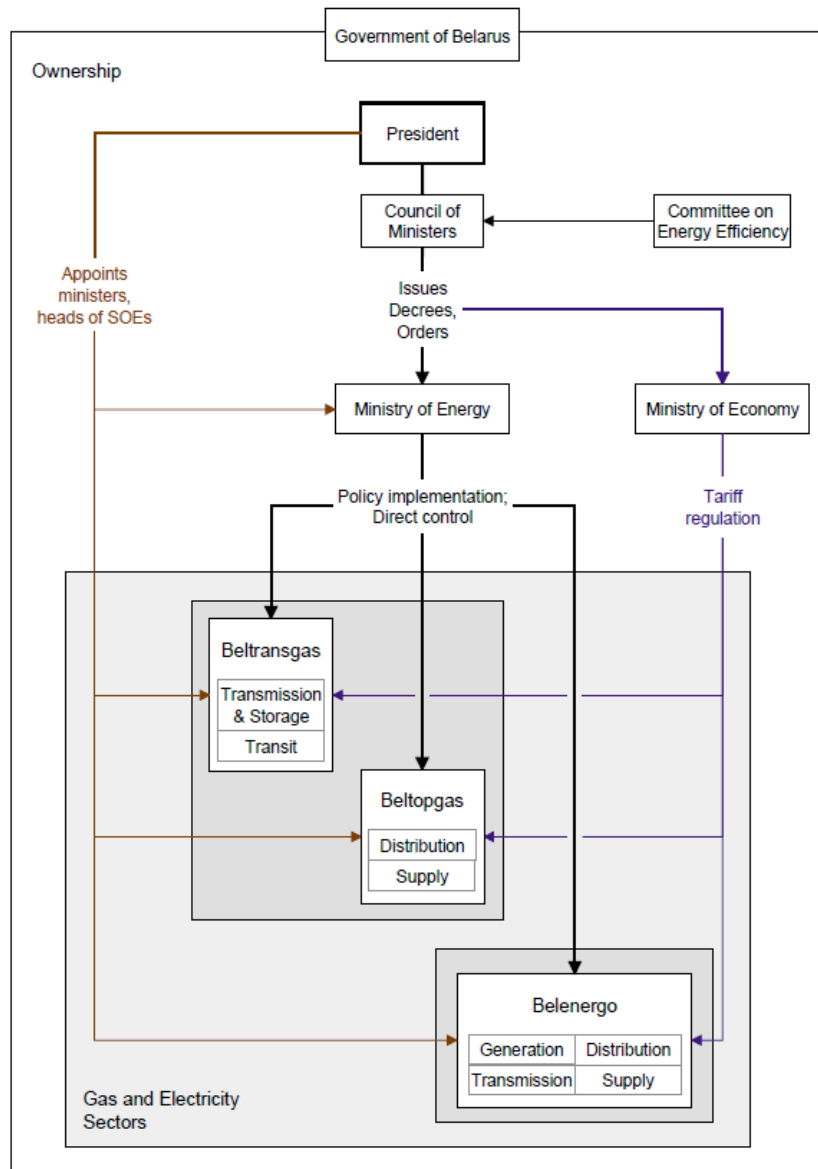 Government of Belarus
Ownership
President
Council of
Ministers
Committee on
Energy Efficiency
Appoints
ministers,
heads of SOEs
Issues
Decrees,
Orders
Ministry of Energy
Ministry of Economy
Policy implementation;
Direct control
Tariff
regulation
Beltransgas
Transmission
& Storage
Transit
Beltopgas
Distribution
Supply
Belenergo
Generation
Distribution
Transmission
Supply
Gas and Electricity
Sectors